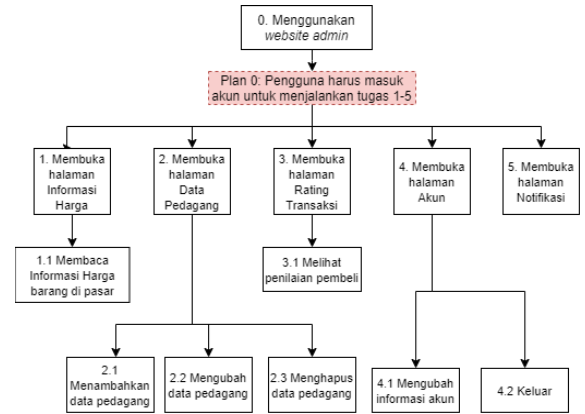 0. Menggunakan
website admin
Plan 0: Pengguna harus masuk
akun untuk menjalankan tugas 1-5
1. Membuka
halaman
Informasi
Harga
2. Membuka
halaman
Data
Pedagang
3. Membuka
halaman
Rating
Transaksi
4. Membuka
halaman
Akun
5. Membuka
halaman
Notifikasi
1.1 Membaca
Informasi Harga
barang di pasar
3.1 Melihat
penilaian pembeli
2.1
Menambahkan
data pedagang
2.2 Mengubah
data pedagang
2.3 Menghapus
data pedagang
4.1 Mengubah
informasi akun
4.2 Keluar